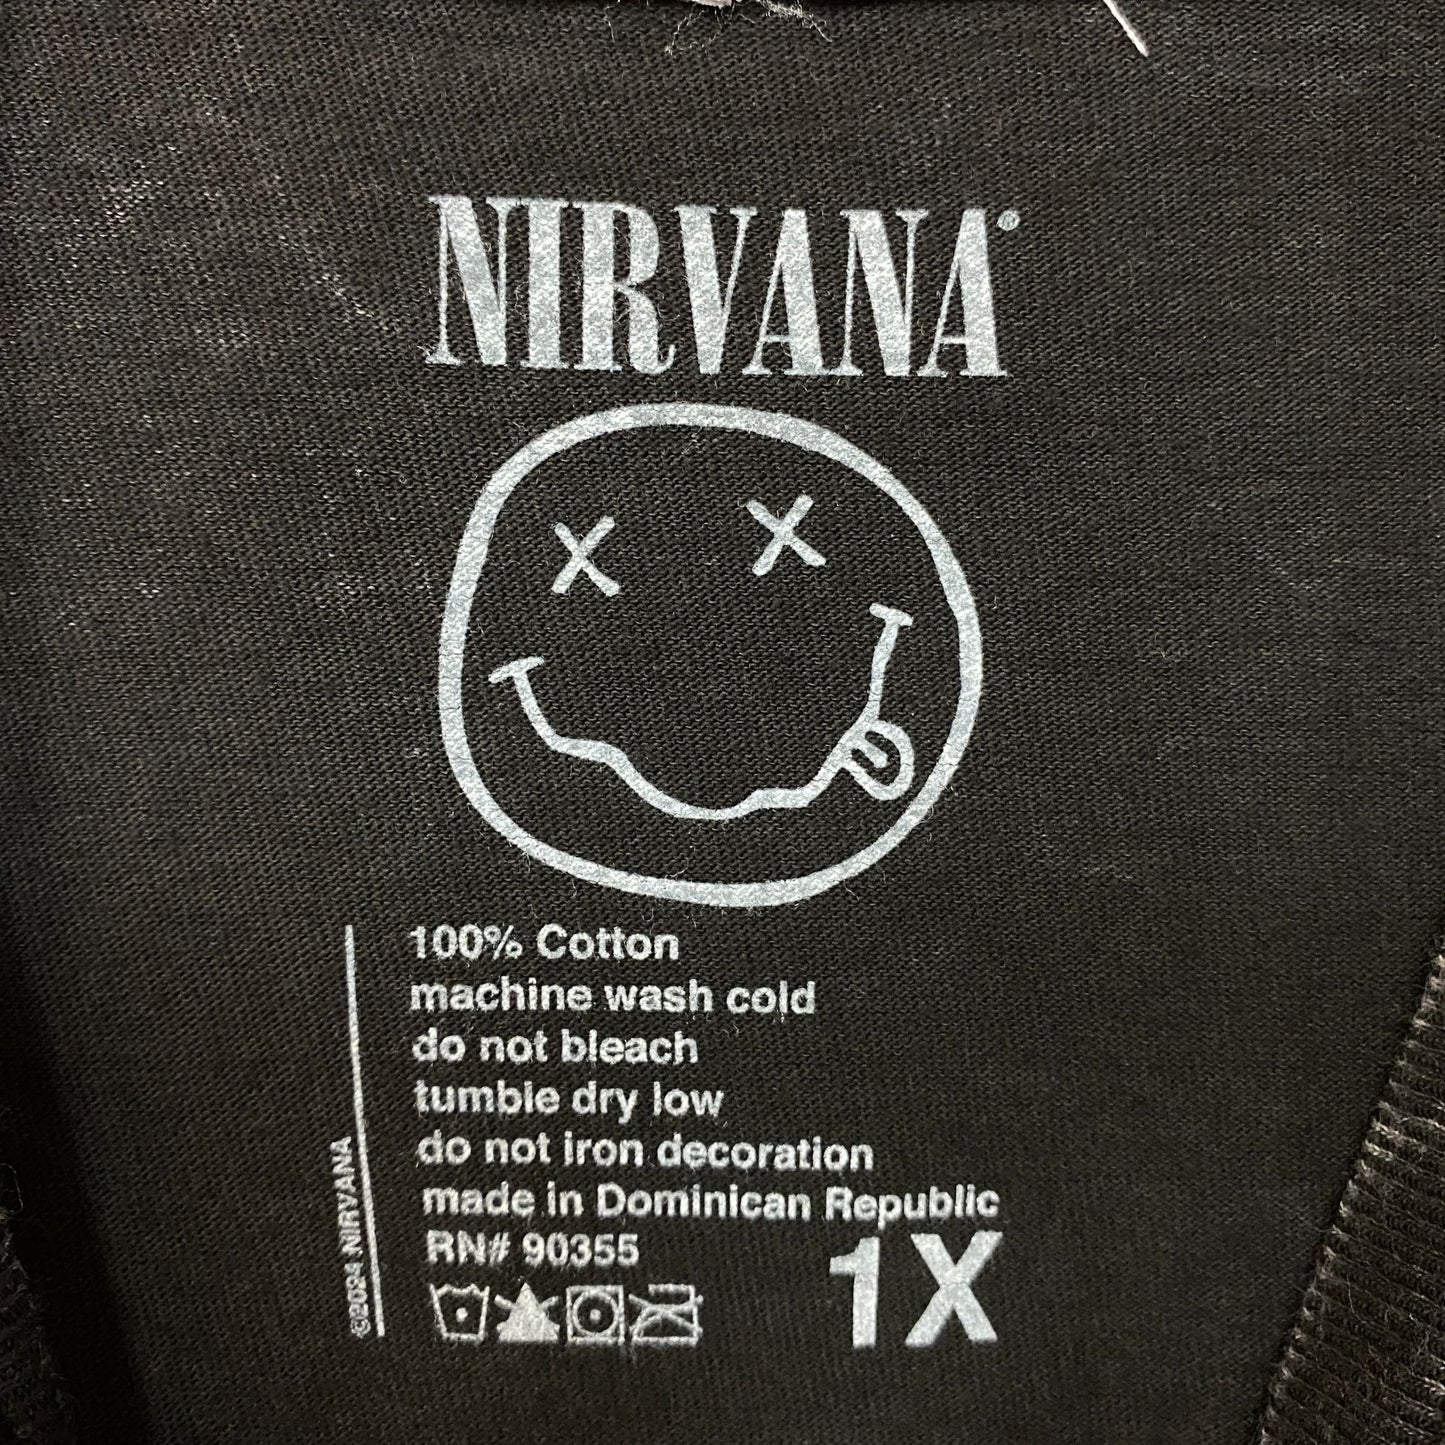 NIRVANA®
100% Cotton
machine wash cold
do not bleach
tumble dry low
do not iron decoration
made in Dominican Republic
RN# 90355
1X
©2024 NIRVANA